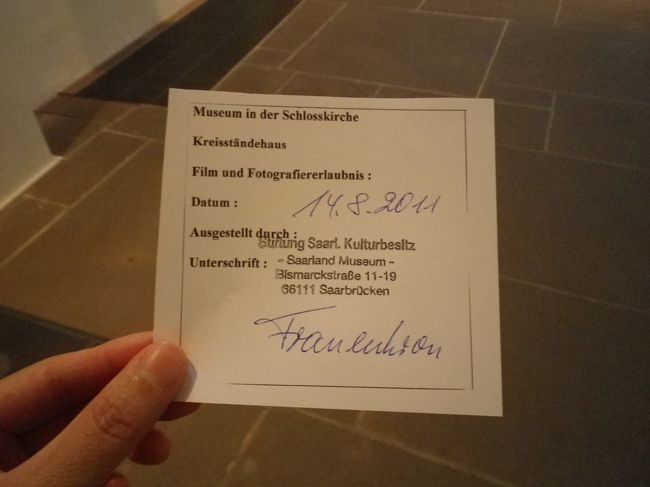 Museum in der Schlosskirche
Kreisständehaus
Film und Fotografiererlaubnis :
Datum : 14.8.2011
Ausgestellt durch :
Stiftung Saarl. Kulturbesitz
Unterschrift : - Saarland Museum -
Bismarckstraße 11-19
66111 Saarbrücken